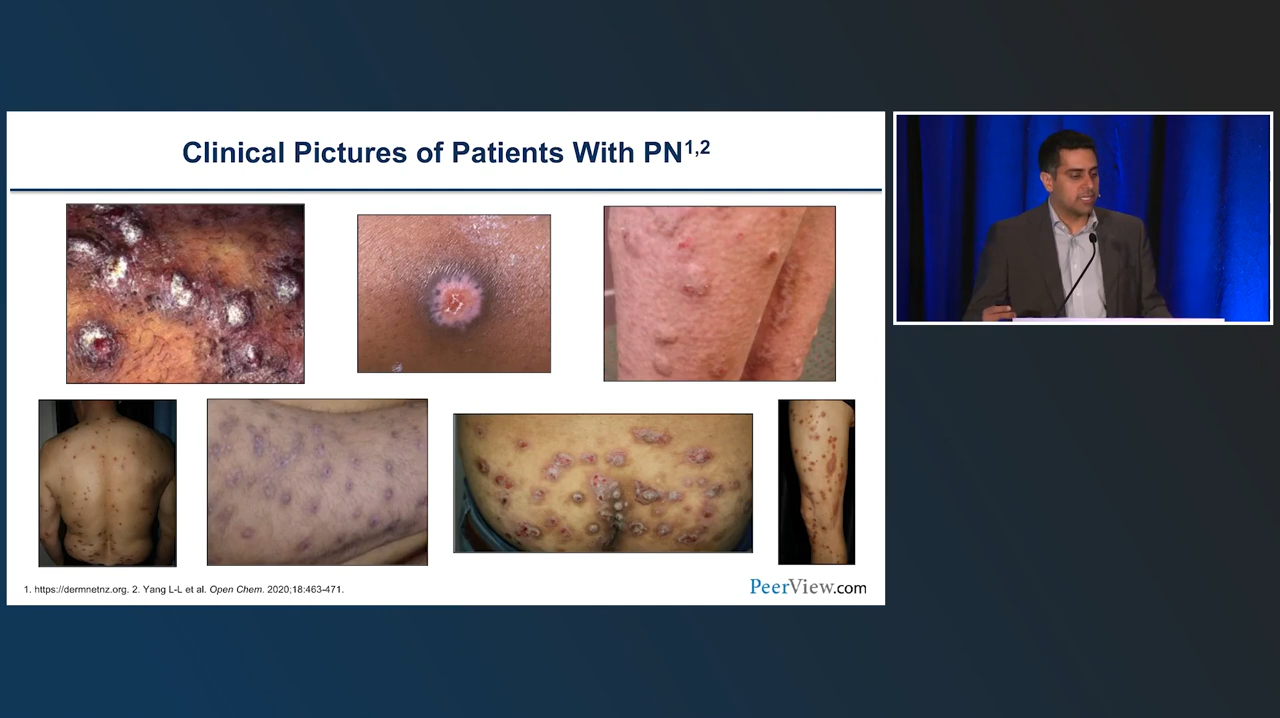 Clinical Pictures of Patients With PN1,2
1. https://dermnetnz.org. 2. Yang L-L et al. Open Chem. 2020;18:463-471.
PeerView.com